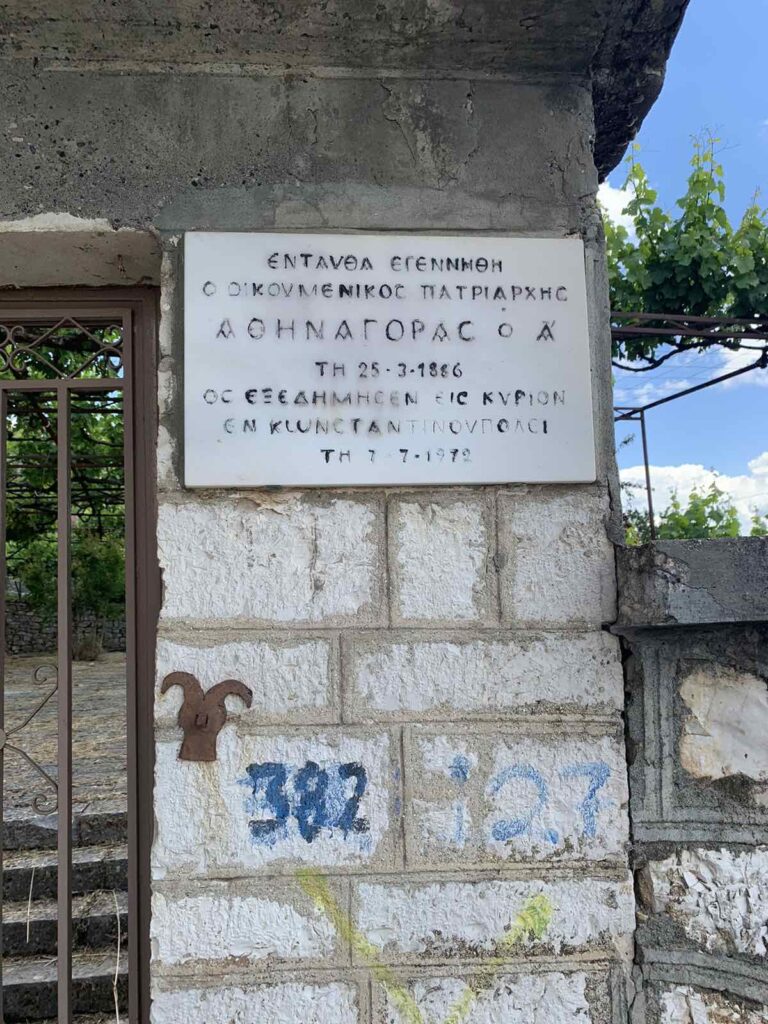 ΕΝΤΑΥΘΑ ΕΓΕΝΝΗΘΗ
Ο ΟΙΚΟΥΜΕΝΙΚΟΣ ΠΑΤΡΙΑΡΧΗΣ
ΑΘΗΝΑΓΟΡΑΣ Ο Ἀ
ΤΗ 25-3-1886
ΟΣ ΕΞΕΔΗΜΗΣΕΝ ΕΙΣ ΚΥΡΙΟΝ
ΕΝ ΚΩΝΣΤΑΝΤΙΝΟΥΠΟΛΕΙ
ΤΗ 7-7-1972
382 127